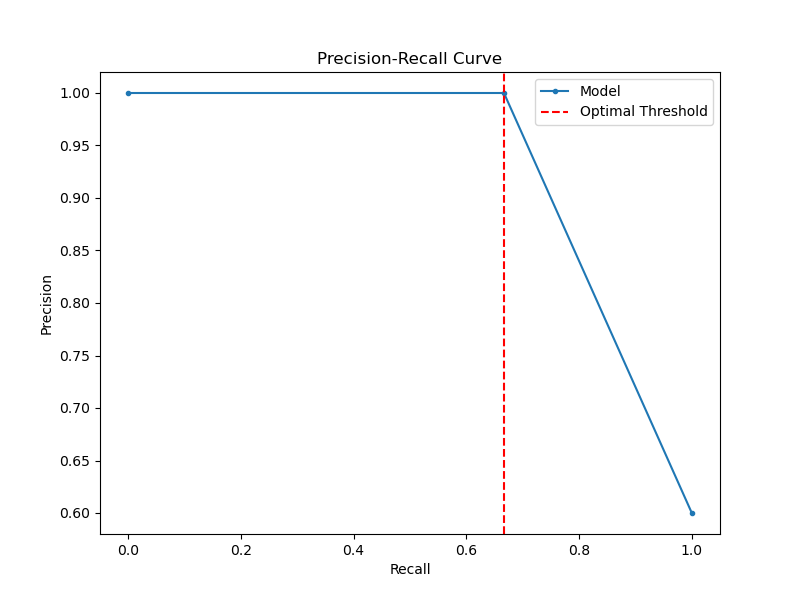 Precision-Recall Curve
Model
Optimal Threshold
1.00
0.95
0.90
0.85
0.80
0.75
0.70
0.65
0.60
Precision
0.0 0.2 0.4 0.6 0.8 1.0
Recall